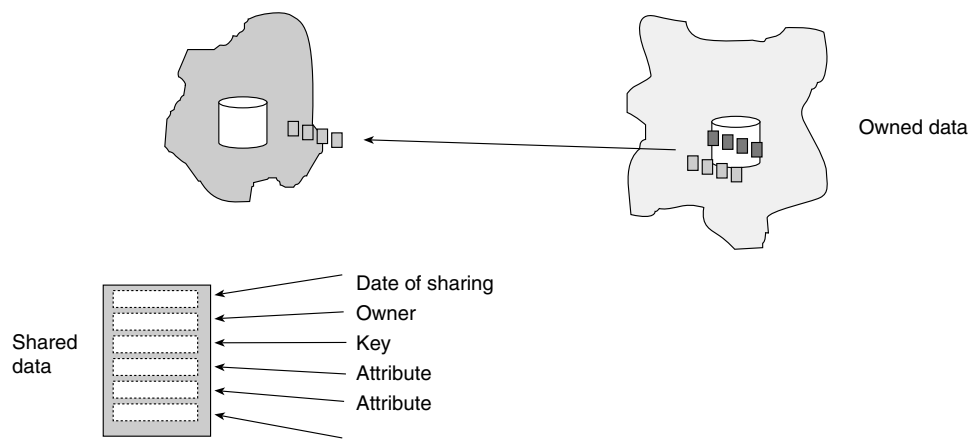 Owned data
Date of sharing
Owner
Shared
data
Key
Attribute
Attribute